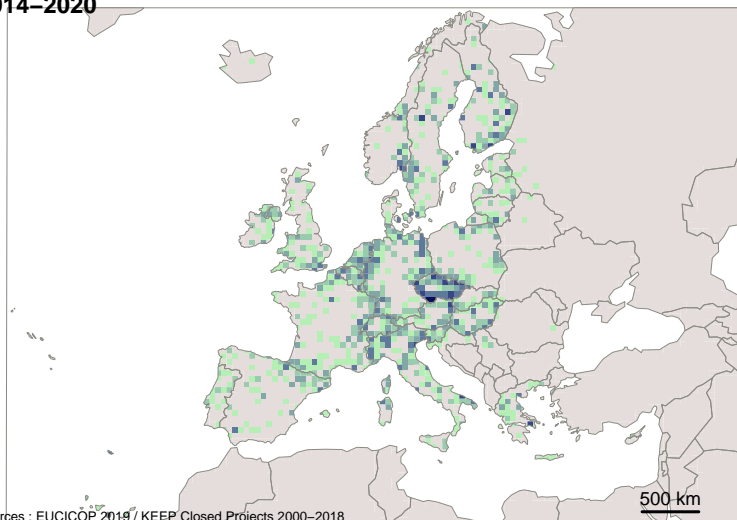 014–2020
500 km
rces : EUCICOP 2019 / KEEP Closed Projects 2000–2018